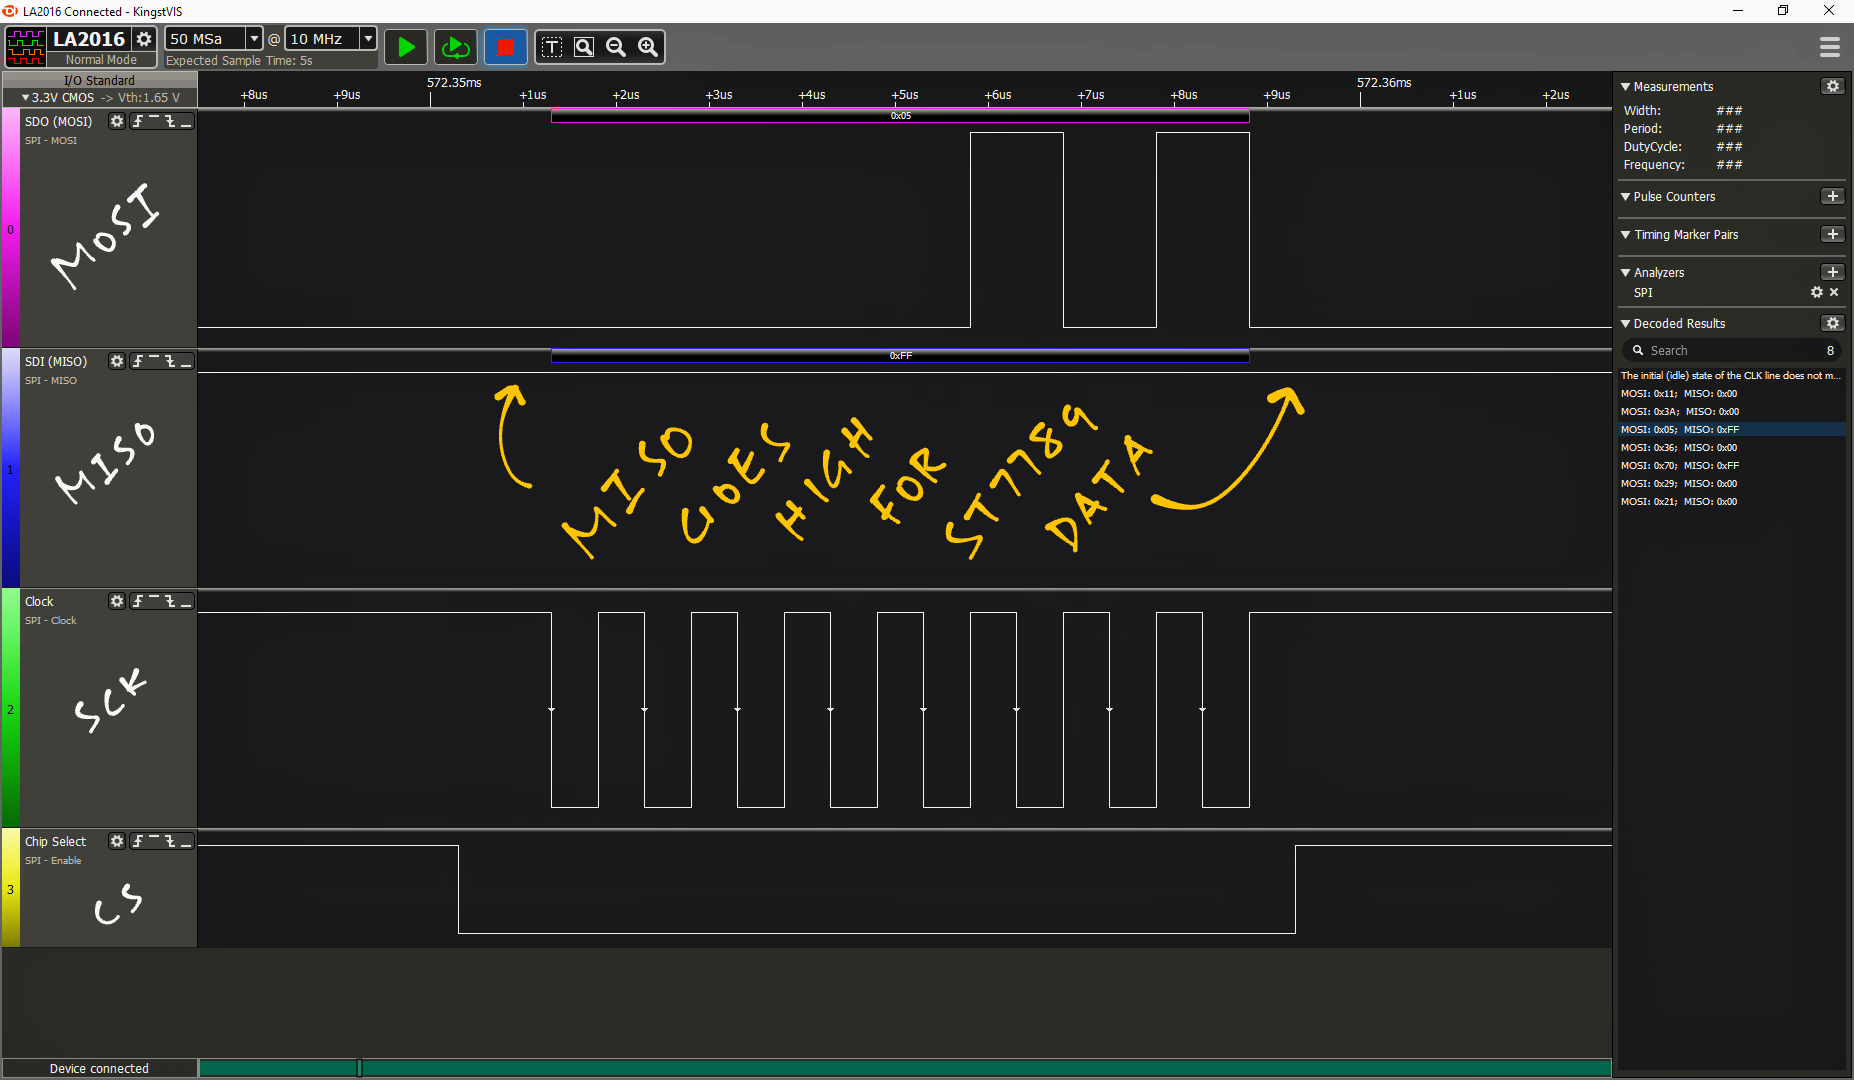 LA2016 Connected - KingstVIS
LA2016
Normal Mode
50 MSa @ 10 MHz
Expected Sample Time: 5s
T
I/O Standard
3.3V CMOS -> Vth:1.65 V
572.35ms 572.36ms
+8us +9us +1us +2us +3us +4us +5us +6us +7us +8us +9us +1us +2us
SDO (MOSI)
SPI - MOSI
0
MOSI
0x05
SDI (MISO)
SPI - MISO
1
MISO
0xFF
MISO
GOES
HIGH
FOR
ST7789
DATA
Clock
SPI - Clock
2
SCK
Chip Select
SPI - Enable
3
CS
Device connected
Measurements
Width: ###
Period: ###
DutyCycle: ###
Frequency: ###
Pulse Counters
Timing Marker Pairs
Analyzers
SPI
Decoded Results
Search 8
The initial (idle) state of the CLK line does not m...
MOSI: 0x11; MISO: 0x00
MOSI: 0x3A; MISO: 0x00
MOSI: 0x05; MISO: 0xFF
MOSI: 0x36; MISO: 0x00
MOSI: 0x70; MISO: 0xFF
MOSI: 0x29; MISO: 0x00
MOSI: 0x21; MISO: 0x00